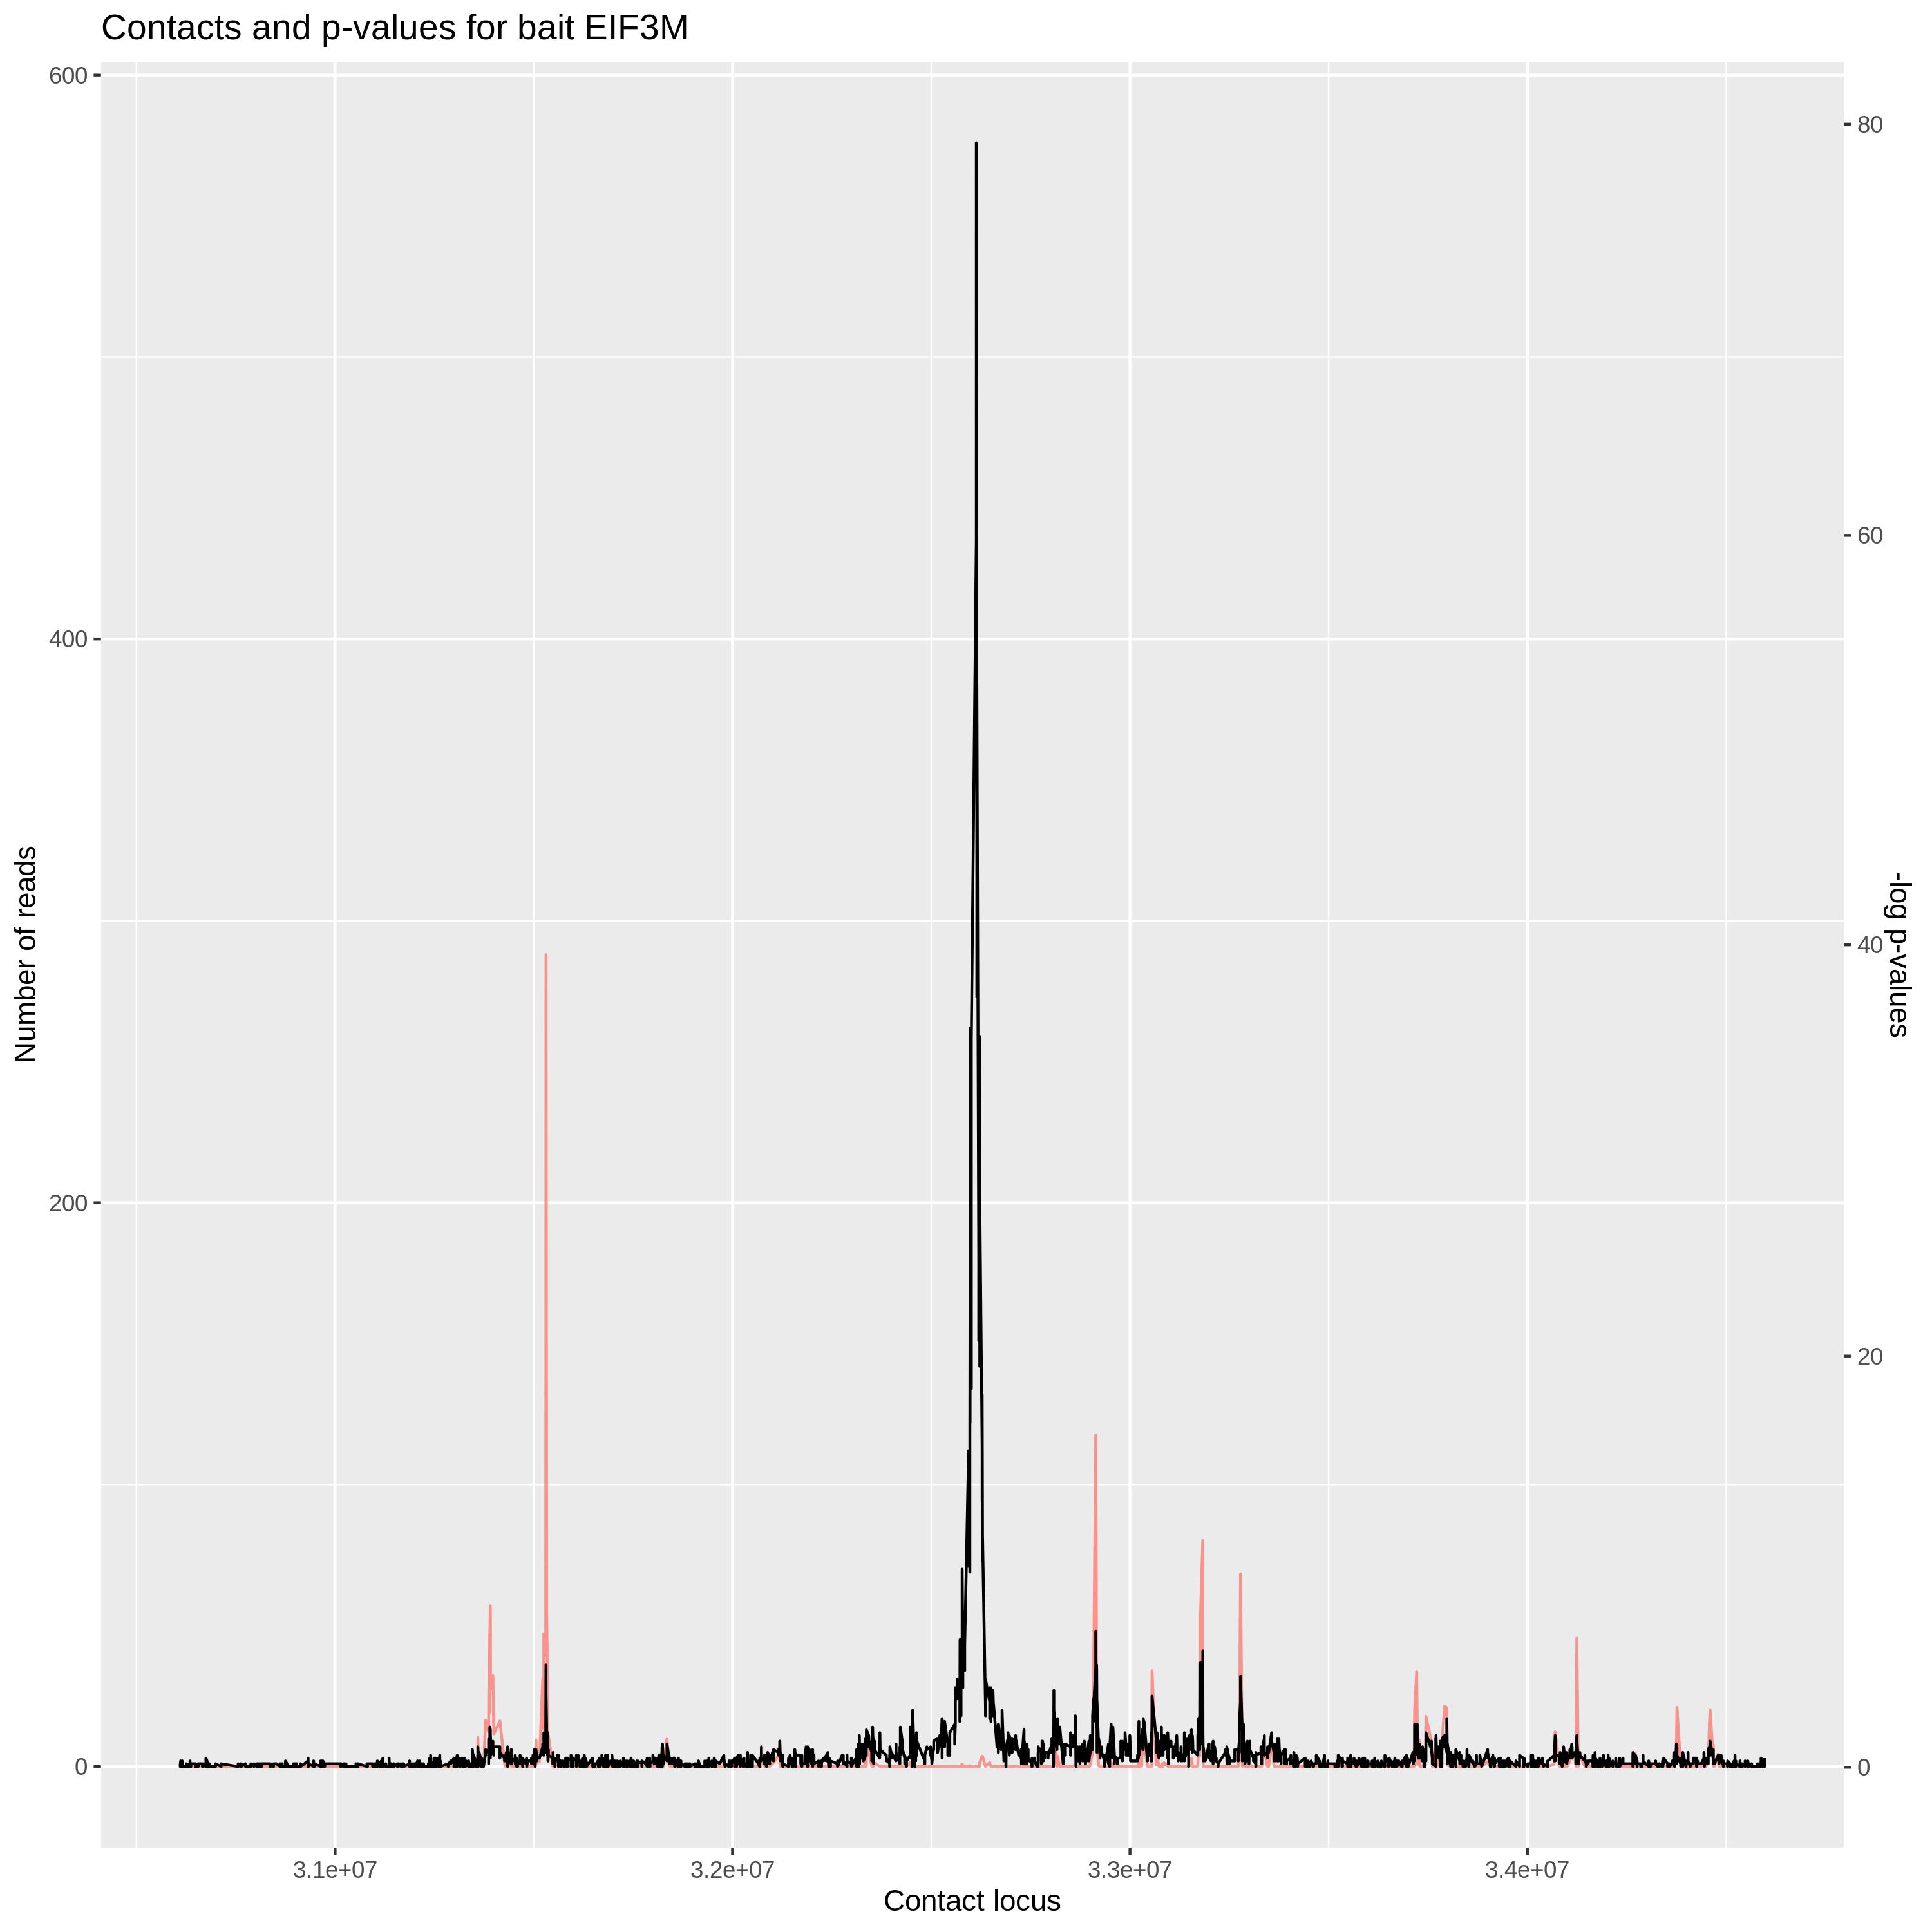 Contacts and p-values for bait EIF3M
600
400
200
0
Number of reads
80
60
40
20
0
-log p-values
3.1e+07
3.2e+07
3.3e+07
3.4e+07
Contact locus